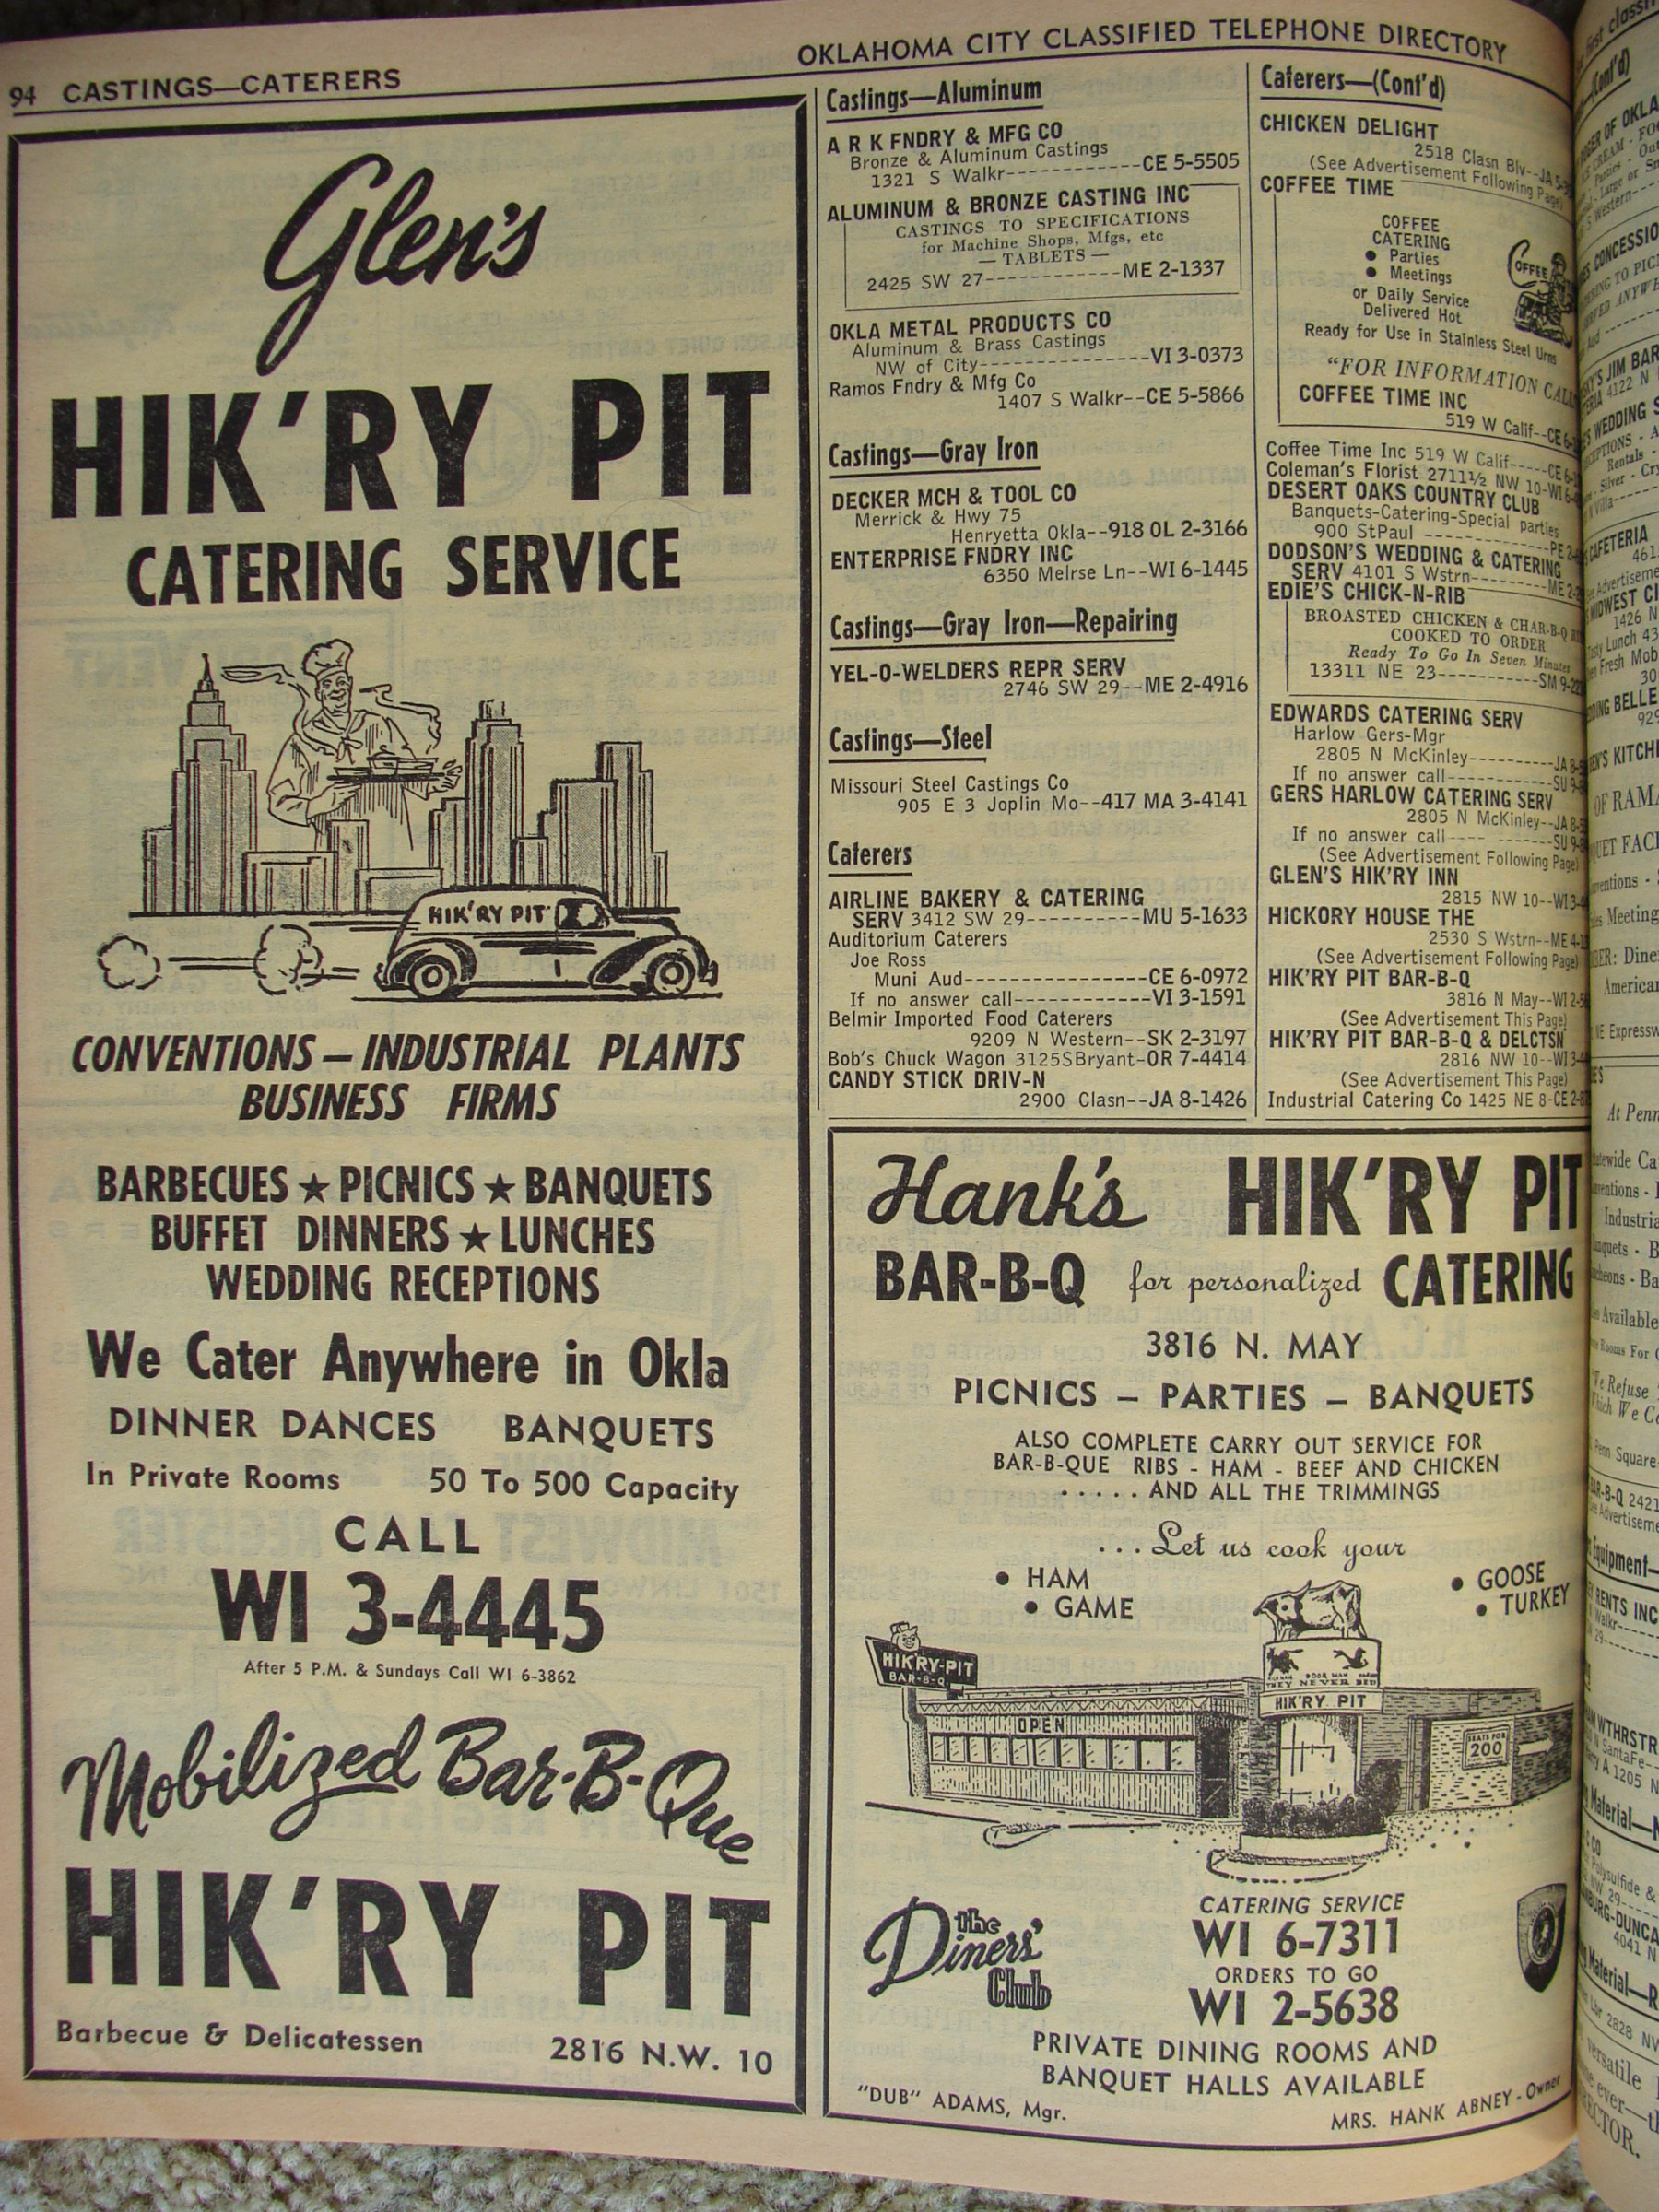 94 CASTINGS—CATERERS
OKLAHOMA CITY CLASSIFIED TELEPHONE DIRECTORY
Glen's
HIK'RY PIT
CATERING SERVICE
HIK'RY PIT
CONVENTIONS – INDUSTRIAL PLANTS
BUSINESS FIRMS
BARBECUES ★ PICNICS ★ BANQUETS
BUFFET DINNERS ★ LUNCHES
WEDDING RECEPTIONS
We Cater Anywhere in Okla
DINNER DANCES BANQUETS
In Private Rooms 50 To 500 Capacity
CALL
WI 3-4445
After 5 P.M. & Sundays Call WI 6-3862
Mobilized Bar-B-Que
HIK'RY PIT
Barbecue & Delicatessen 2816 N.W. 10
Castings—Aluminum
A R K FNDRY & MFG CO
Bronze & Aluminum Castings
1321 S Walkr------------CE 5-5505
ALUMINUM & BRONZE CASTING INC
CASTINGS TO SPECIFICATIONS
for Machine Shops, Mfgs, etc
— TABLETS —
2425 SW 27------------ME 2-1337
OKLA METAL PRODUCTS CO
Aluminum & Brass Castings
NW of City---------------VI 3-0373
Ramos Fndry & Mfg Co
1407 S Walkr--CE 5-5866
Castings—Gray Iron
DECKER MCH & TOOL CO
Merrick & Hwy 75
Henryetta Okla--918 OL 2-3166
ENTERPRISE FNDRY INC
6350 Melrse Ln--WI 6-1445
Castings—Gray Iron—Repairing
YEL-O-WELDERS REPR SERV
2746 SW 29--ME 2-4916
Castings—Steel
Missouri Steel Castings Co
905 E 3 Joplin Mo--417 MA 3-4141
Caterers
AIRLINE BAKERY & CATERING
SERV 3412 SW 29----------MU 5-1633
Auditorium Caterers
Joe Ross
Muni Aud----------------CE 6-0972
If no answer call------------VI 3-1591
Belmir Imported Food Caterers
9209 N Western--SK 2-3197
Bob's Chuck Wagon 3125SBryant-OR 7-4414
CANDY STICK DRIV-N
2900 Clasn--JA 8-1426
Caterers—(Cont'd)
CHICKEN DELIGHT
2518 Clasn Blv--JA
(See Advertisement Following Page)
COFFEE TIME
COFFEE
CATERING
● Parties
● Meetings
or Daily Service
Delivered Hot
Ready for Use in Stainless Steel Urns
COFFEE
"FOR INFORMATION CALL
COFFEE TIME INC
519 W Calif--CE
Coffee Time Inc 519 W Calif-----CE
Coleman's Florist 2711½ NW 10-WI
DESERT OAKS COUNTRY CLUB
Banquets-Catering-Special parties
900 StPaul ------------PE
DODSON'S WEDDING & CATERING
SERV 4101 S Wstrn---------ME
EDIE'S CHICK-N-RIB
BROASTED CHICKEN & CHAR-B-Q
COOKED TO ORDER
Ready To Go In Seven Minutes
13311 NE 23------------SM
EDWARDS CATERING SERV
Harlow Gers-Mgr
2805 N McKinley----------JA
If no answer call------------SU
GERS HARLOW CATERING SERV
2805 N McKinley--JA
If no answer call------------SU
(See Advertisement Following Page)
GLEN'S HIK'RY INN
2815 NW 10--WI
HICKORY HOUSE THE
2530 S Wstrn--ME
(See Advertisement Following Page)
HIK'RY PIT BAR-B-Q
3816 N May--WI
(See Advertisement This Page)
HIK'RY PIT BAR-B-Q & DELCTSN
2816 NW 10--WI
(See Advertisement This Page)
Industrial Catering Co 1425 NE 8-CE
Hank's HIK'RY PIT
BAR-B-Q for personalized CATERING
3816 N. MAY
PICNICS – PARTIES – BANQUETS
ALSO COMPLETE CARRY OUT SERVICE FOR
BAR-B-QUE RIBS - HAM - BEEF AND CHICKEN
. . . . . AND ALL THE TRIMMINGS
. . . Let us cook your
● HAM
● GAME
● GOOSE
● TURKEY
HIK'RY-PIT
BAR-B-Q
THEY NEVER DIE!
HIK'RY PIT
OPEN
SEATS FOR
200
the
Diners'
Club
CATERING SERVICE
WI 6-7311
ORDERS TO GO
WI 2-5638
PRIVATE DINING ROOMS AND
BANQUET HALLS AVAILABLE
"DUB" ADAMS, Mgr.
MRS. HANK ABNEY - Owner